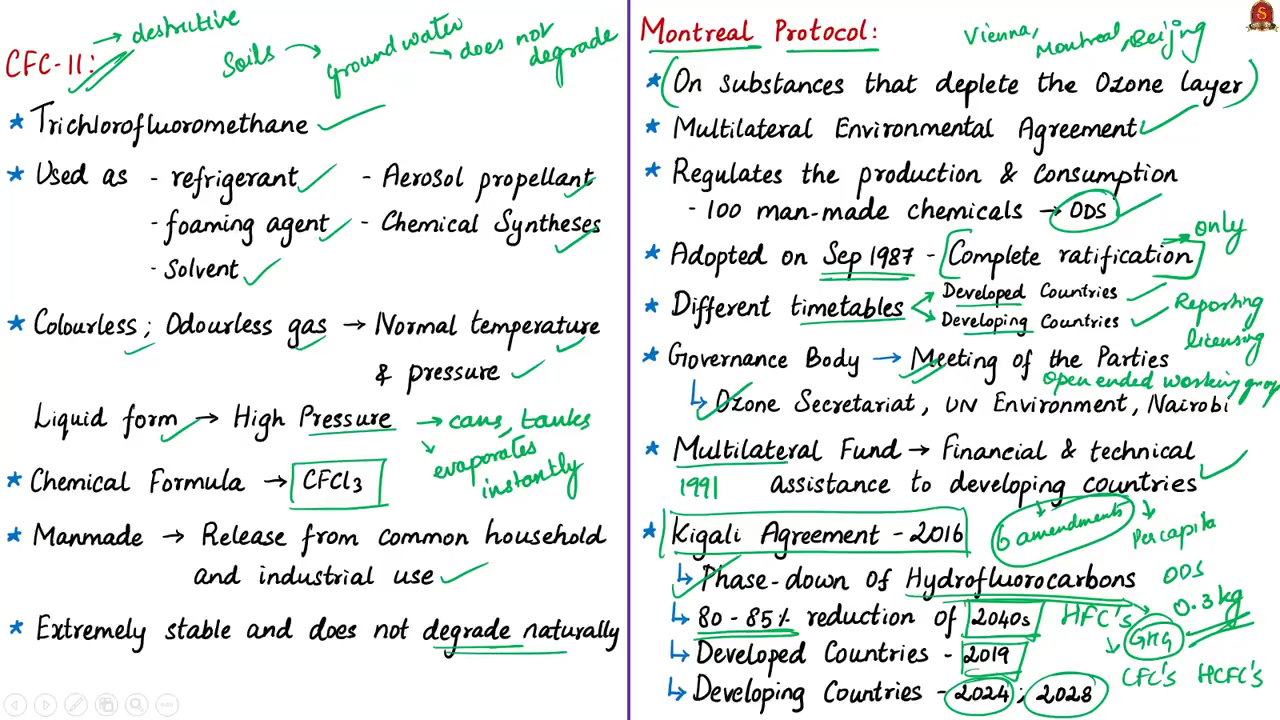 CFC-11:
→ destructive
Soils → ground water
→ does not degrade
* Trichlorofluoromethane
* Used as - refrigerant - Aerosol propellant
- foaming agent - Chemical Syntheses
- Solvent
* Colourless; Odourless gas → Normal temperature
& pressure
Liquid form → High Pressure → cans, tanks
evaporates
instantly
* Chemical Formula → CFCl3
* Manmade → Release from common household
and industrial use
* Extremely stable and does not degrade naturally
Montreal Protocol:
Vienna, Montreal, Beijing
* (On substances that deplete the Ozone layer)
* Multilateral Environmental Agreement
* Regulates the production & consumption
- 100 man-made chemicals → ODS
* Adopted on Sep 1987 - Complete ratification
→ only
* Different timetables
Developed Countries
Developing Countries
Reporting
licensing
* Governance Body → Meeting of the Parties
Open ended working group
↳ Ozone Secretariat, UN Environment, Nairobi
* Multilateral Fund → Financial & technical
1991 assistance to developing countries
* Kigali Agreement - 2016
6 amendments
Per capita
↳ Phase-down of Hydrofluorocarbons
ODS
0.3 kg
↳ 80 - 85% reduction of 2040s
HFC's
GHG
↳ Developed Countries - 2019
CFC's HCFC's
↳ Developing Countries - 2024; 2028
S